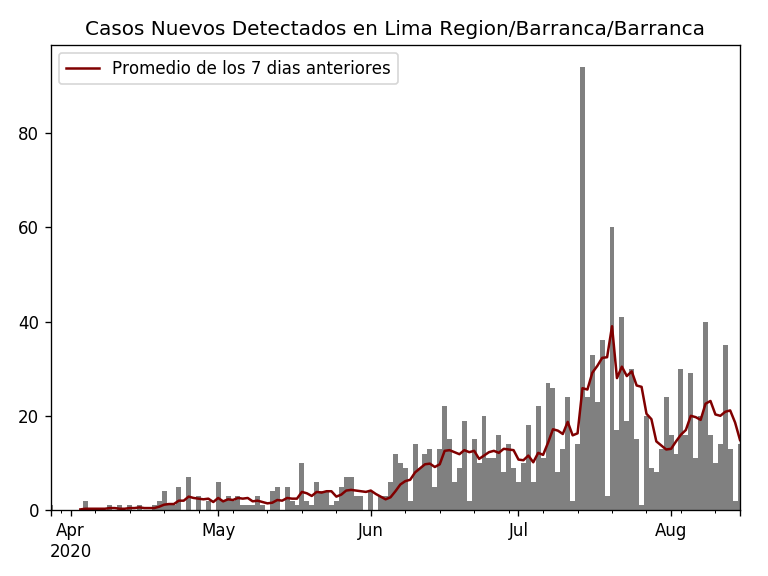 Casos Nuevos Detectados en Lima Region/Barranca/Barranca
Promedio de los 7 dias anteriores
80
60
40
20
0
Apr May Jun Jul Aug
2020